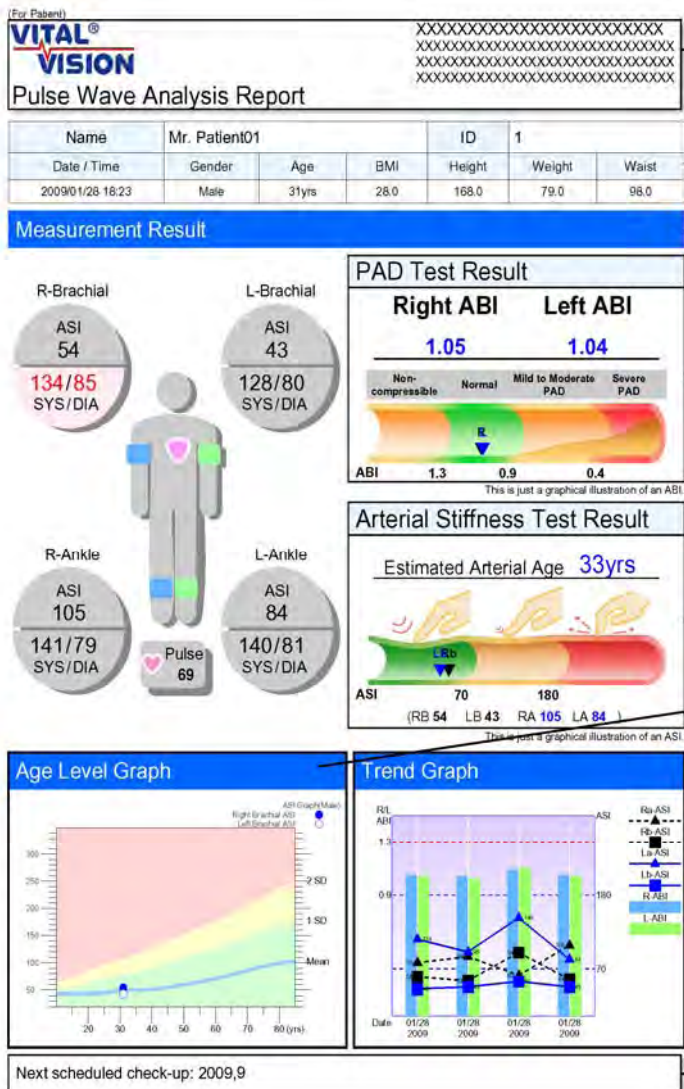 (For Patient)
VITAL®
VISION
XXXXXXXXXXXXXXXXXXXXXXXXX
XXXXXXXXXXXXXXXXXXXXXXXXXXXXX
XXXXXXXXXXXXXXXXXXXXXXXXXXXXX
XXXXXXXXXXXXXXXXXXXXXXXXXXXXX
Pulse Wave Analysis Report
Name Mr. Patient01 ID 1
Date / Time Gender Age BMI Height Weight Waist
2009/01/28 18:23 Male 31yrs 28.0 168.0 79.0 98.0
Measurement Result
R-Brachial
ASI
54
134/85
SYS/DIA
L-Brachial
ASI
43
128/80
SYS/DIA
R-Ankle
ASI
105
141/79
SYS/DIA
L-Ankle
ASI
84
140/81
SYS/DIA
Pulse
69
PAD Test Result
Right ABI Left ABI
1.05 1.04
Non-compressible Normal Mild to Moderate PAD Severe PAD
R
ABI 1.3 0.9 0.4
This is just a graphical illustration of an ABI.
Arterial Stiffness Test Result
Estimated Arterial Age 33yrs
Rb
ASI 70 180
(RB 54 LB 43 RA 105 LA 84 )
This is just a graphical illustration of an ASI.
Age Level Graph
ASI Graph(Male)
Right Brachial ASI
Left Brachial ASI
300
250
200
150
100
50
2 SD
1 SD
Mean
20 30 40 50 60 70 80 (yrs)
Trend Graph
R/L
ABI
ASI
1.3
0.9
180
70
Date 01/28 01/28 01/28 01/28
2009 2009 2009 2009
Ra-ASI
Rb-ASI
La-ASI
Lb-ASI
R-ABI
L-ABI
Next scheduled check-up: 2009,9